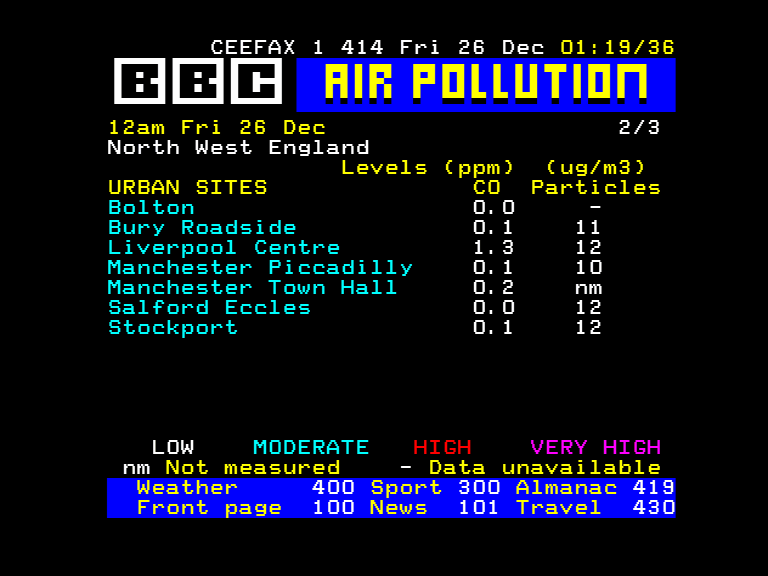 CEEFAX 1 414 Fri 26 Dec 01:19/36
BBC AIR POLLUTION
12am Fri 26 Dec 2/3
North West England
Levels (ppm) (ug/m3)
URBAN SITES CO Particles
Bolton 0.0 -
Bury Roadside 0.1 11
Liverpool Centre 1.3 12
Manchester Piccadilly 0.1 10
Manchester Town Hall 0.2 nm
Salford Eccles 0.0 12
Stockport 0.1 12
LOW MODERATE HIGH VERY HIGH
nm Not measured - Data unavailable
Weather 400 Sport 300 Almanac 419
Front page 100 News 101 Travel 430